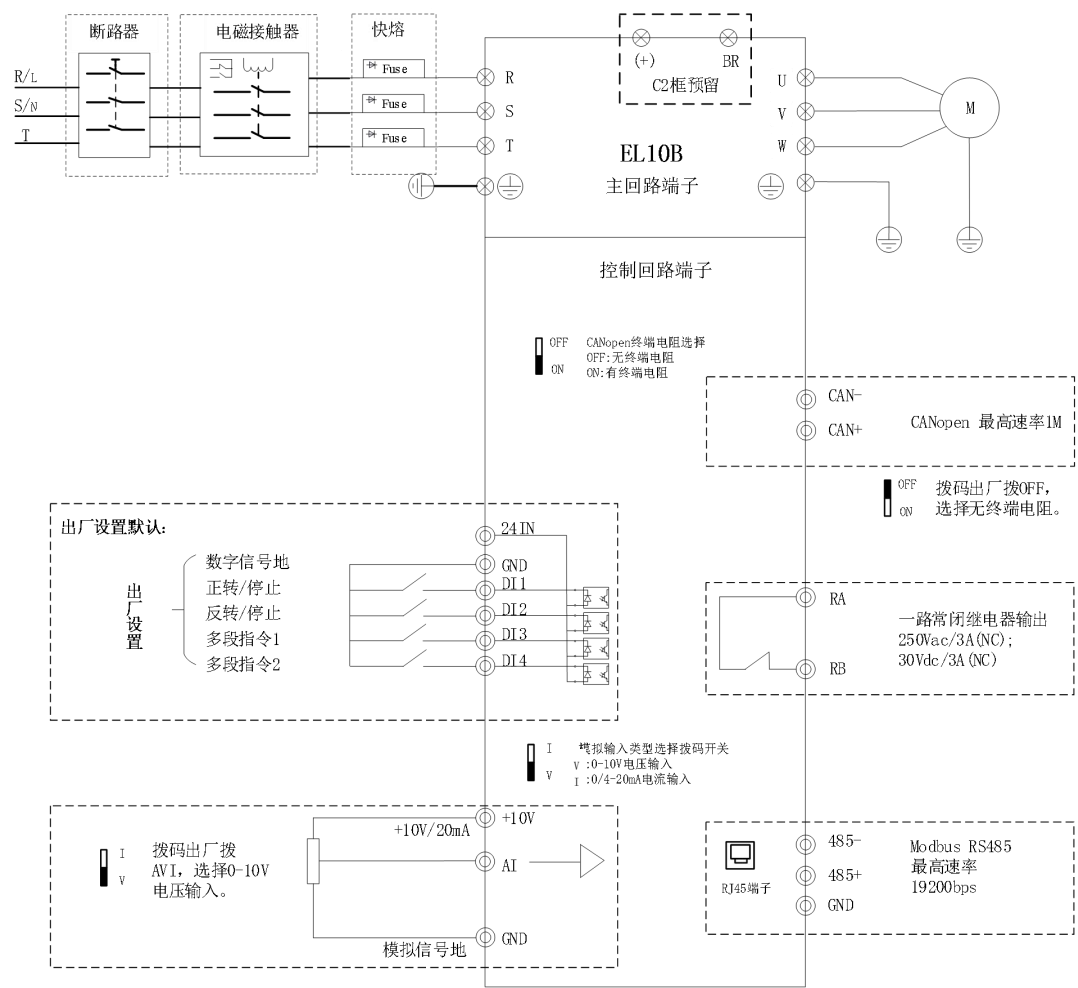 断路器
电磁接触器
快熔
R/L
S/N
T
Fuse
Fuse
Fuse
R
S
T
(+)
BR
C2框预留
EL10B
主回路端子
U
V
W
M
控制回路端子
OFF
ON
CANopen终端电阻选择
OFF:无终端电阻
ON:有终端电阻
CAN-
CAN+
CANopen 最高速率1M
OFF
ON
拨码出厂拨OFF，
选择无终端电阻。
出厂设置默认:
出厂设置
数字信号地
正转/停止
反转/停止
多段指令1
多段指令2
24IN
GND
DI1
DI2
DI3
DI4
RA
RB
一路常闭继电器输出
250Vac/3A(NC);
30Vdc/3A(NC)
I
V
模拟输入类型选择拨码开关
V :0-10V电压输入
I :0/4-20mA电流输入
I
V
拨码出厂拨
AVI，选择0-10V
电压输入。
+10V/20mA
+10V
AI
模拟信号地
GND
RJ45端子
485-
485+
GND
Modbus RS485
最高速率
19200bps